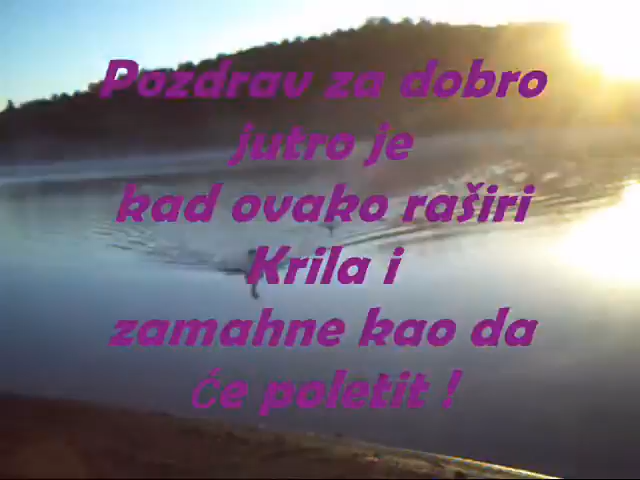 Pozdrav za dobro
jutro je
kad ovako raširi
Krila i
zamahne kao da
će poletit !